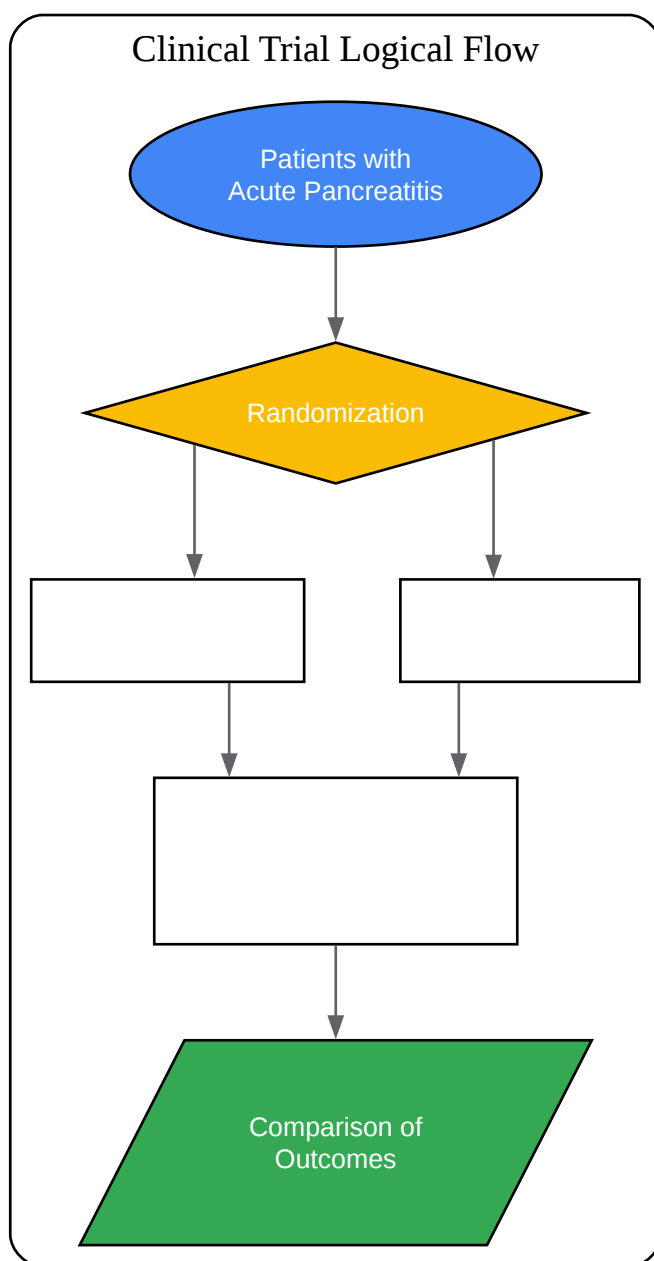 Clinical Trial Logical Flow
Patients with
Acute Pancreatitis
Randomization
Comparison of
Outcomes